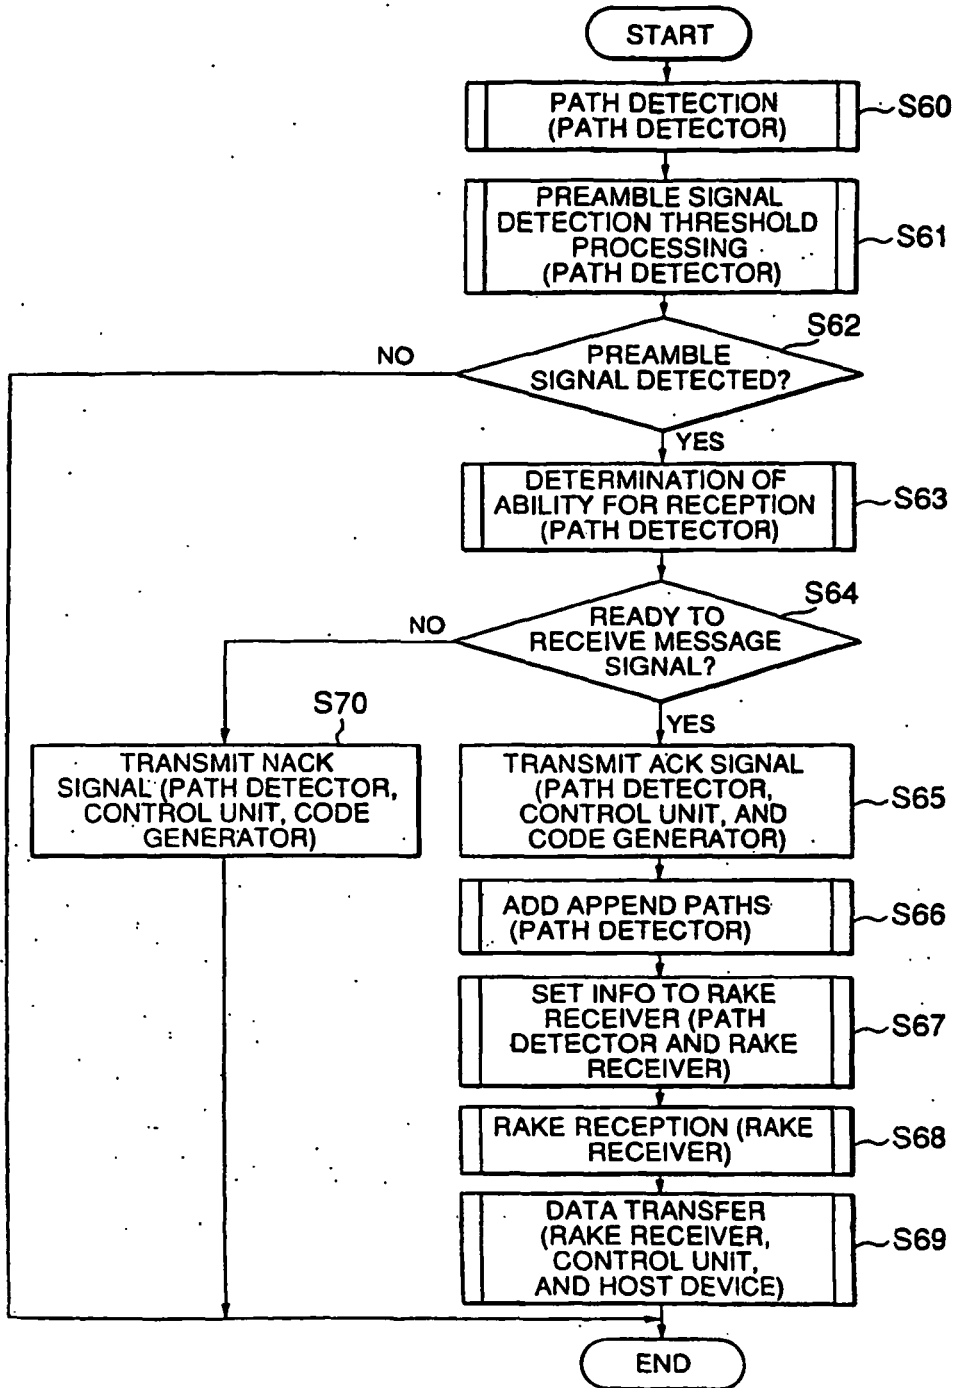 START
PATH DETECTION
(PATH DETECTOR)
S60
PREAMBLE SIGNAL
DETECTION THRESHOLD
PROCESSING
(PATH DETECTOR)
S61
S62
NO
PREAMBLE
SIGNAL DETECTED?
YES
DETERMINATION OF
ABILITY FOR RECEPTION
(PATH DETECTOR)
S63
S64
NO
READY TO
RECEIVE MESSAGE
SIGNAL?
YES
S70
TRANSMIT NACK
SIGNAL (PATH DETECTOR,
CONTROL UNIT, CODE
GENERATOR)
TRANSMIT ACK SIGNAL
(PATH DETECTOR,
CONTROL UNIT, AND
CODE GENERATOR)
S65
ADD APPEND PATHS
(PATH DETECTOR)
S66
SET INFO TO RAKE
RECEIVER (PATH
DETECTOR AND RAKE
RECEIVER)
S67
RAKE RECEPTION (RAKE
RECEIVER)
S68
DATA TRANSFER
(RAKE RECEIVER,
CONTROL UNIT,
AND HOST DEVICE)
S69
END